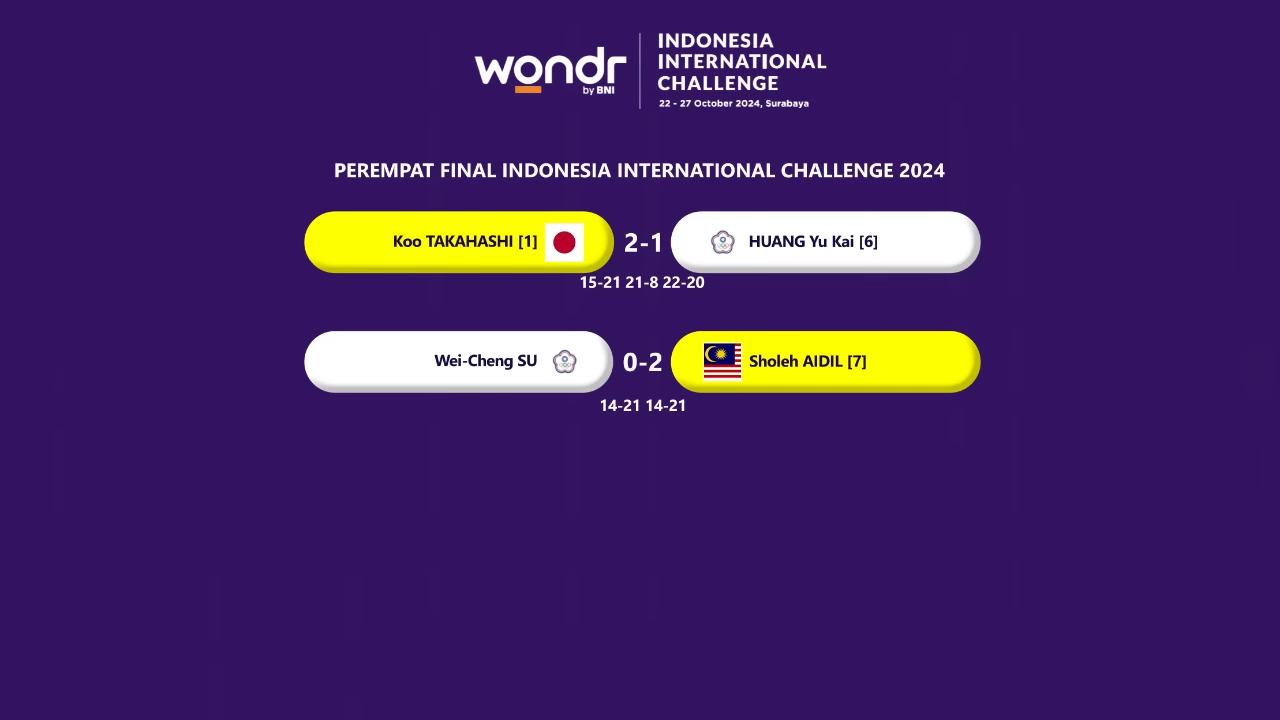 wondr
by BNI
INDONESIA
INTERNATIONAL
CHALLENGE
22 - 27 October 2024, Surabaya
PEREMPAT FINAL INDONESIA INTERNATIONAL CHALLENGE 2024
Koo TAKAHASHI [1] 2-1 HUANG Yu Kai [6]
15-21 21-8 22-20
Wei-Cheng SU 0-2 Sholeh AIDIL [7]
14-21 14-21